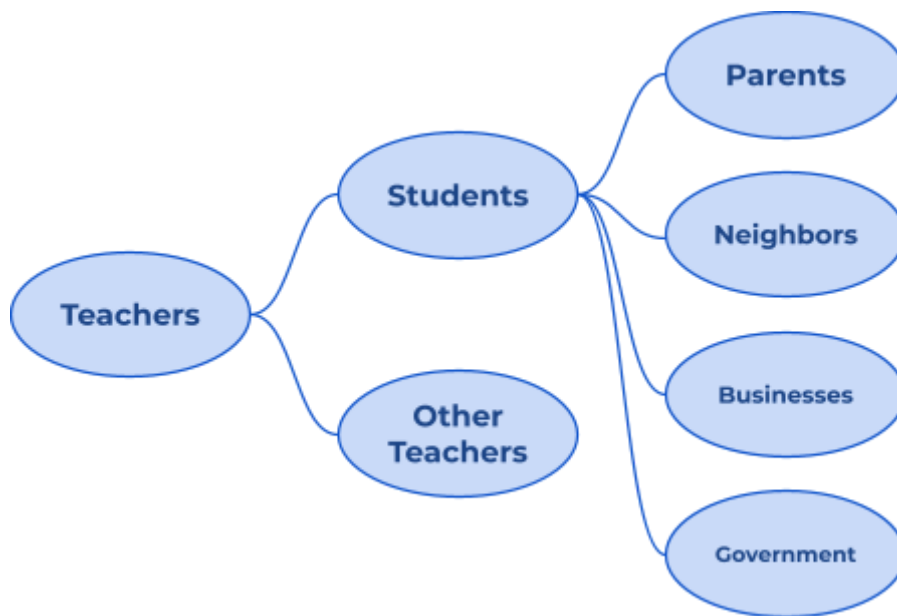 Parents
Students
Neighbors
Teachers
Businesses
Other
Teachers
Government